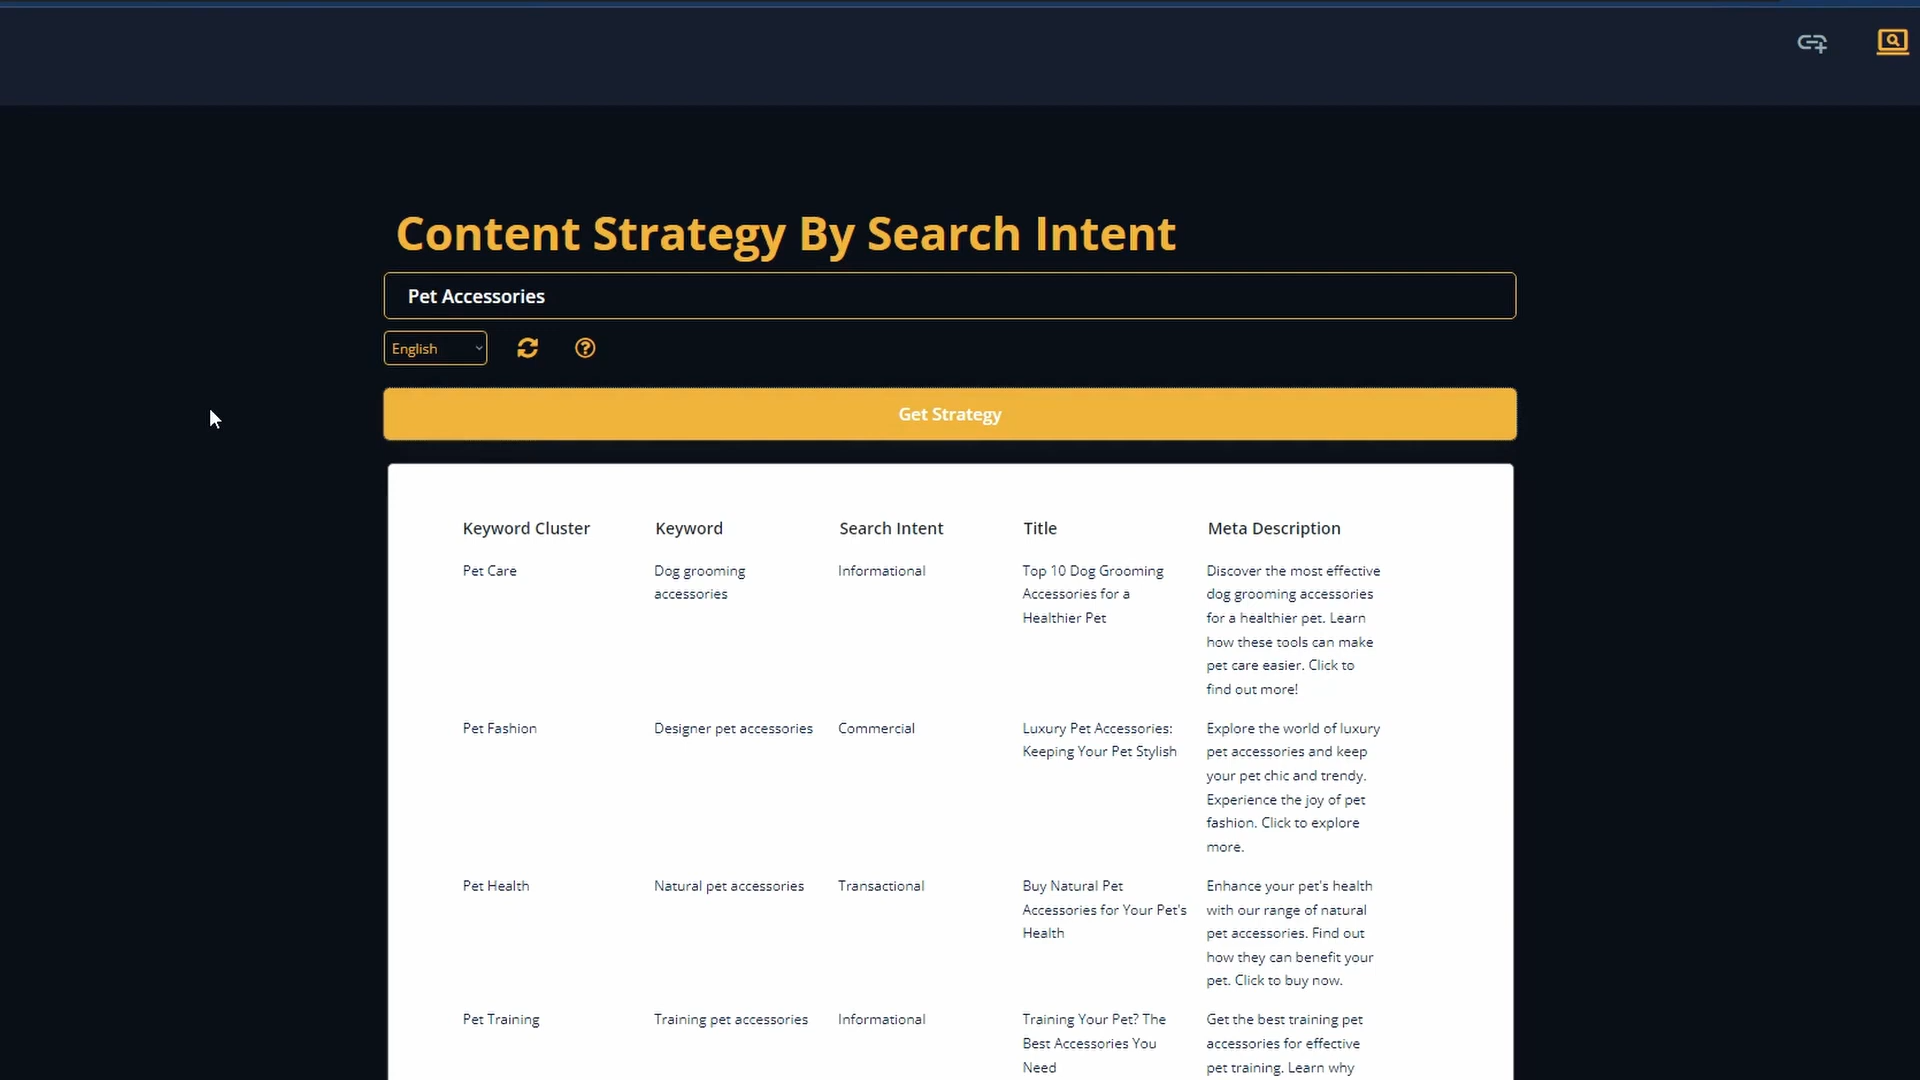 Content Strategy By Search Intent
Pet Accessories
English
Get Strategy
Keyword Cluster Keyword Search Intent Title Meta Description
Pet Care
Dog grooming
accessories
Informational
Top 10 Dog Grooming
Accessories for a
Healthier Pet
Discover the most effective
dog grooming accessories
for a healthier pet. Learn
how these tools can make
pet care easier. Click to
find out more!
Pet Fashion
Designer pet accessories
Commercial
Luxury Pet Accessories:
Keeping Your Pet Stylish
Explore the world of luxury
pet accessories and keep
your pet chic and trendy.
Experience the joy of pet
fashion. Click to explore
more.
Pet Health
Natural pet accessories
Transactional
Buy Natural Pet
Accessories for Your Pet's
Health
Enhance your pet's health
with our range of natural
pet accessories. Find out
how they can benefit your
pet. Click to buy now.
Pet Training
Training pet accessories
Informational
Training Your Pet? The
Best Accessories You
Need
Get the best training pet
accessories for effective
pet training. Learn why